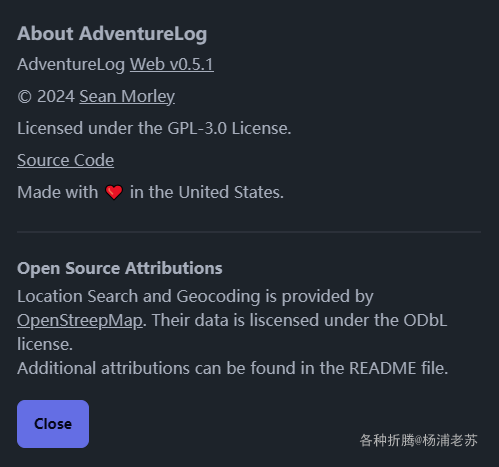 About AdventureLog
AdventureLog Web v0.5.1
© 2024 Sean Morley
Licensed under the GPL-3.0 License.
Source Code
Made with ❤️ in the United States.
Open Source Attributions
Location Search and Geocoding is provided by
OpenStreepMap. Their data is liscensed under the ODbL
license.
Additional attributions can be found in the README file.
Close
各种折腾@杨浦老苏